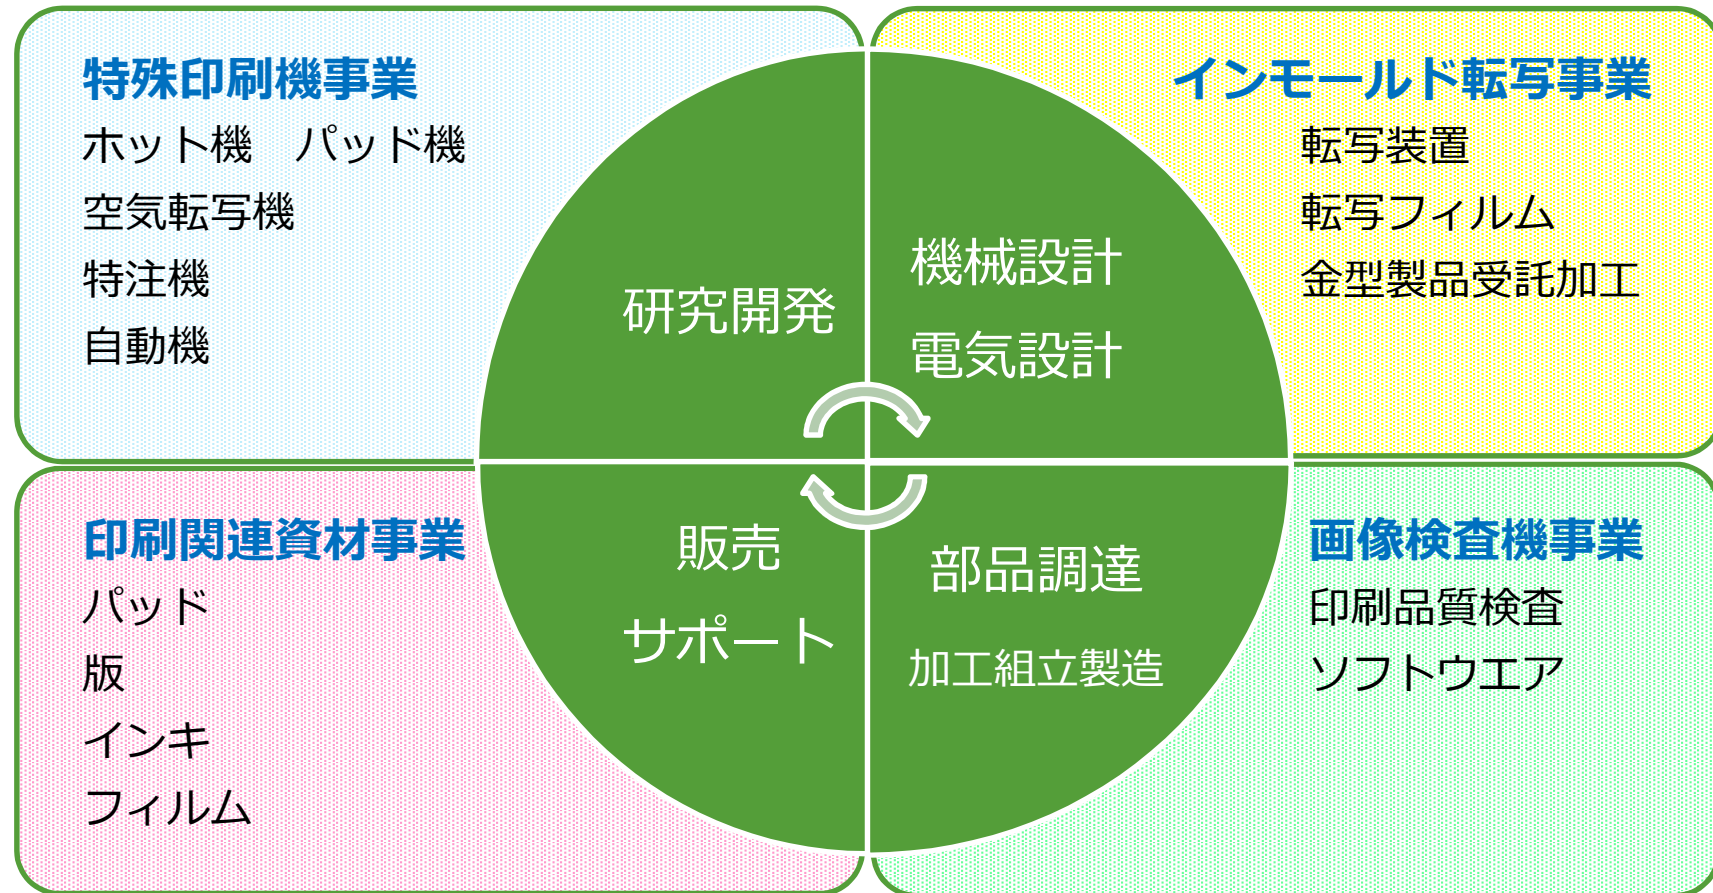 特殊印刷機事業
ホット機　パッド機
空気転写機
特注機
自動機
インモールド転写事業
転写装置
転写フィルム
金型製品受託加工
研究開発
機械設計
電気設計
販売
サポート
部品調達
加工組立製造
印刷関連資材事業
パッド
版
インキ
フィルム
画像検査機事業
印刷品質検査
ソフトウエア